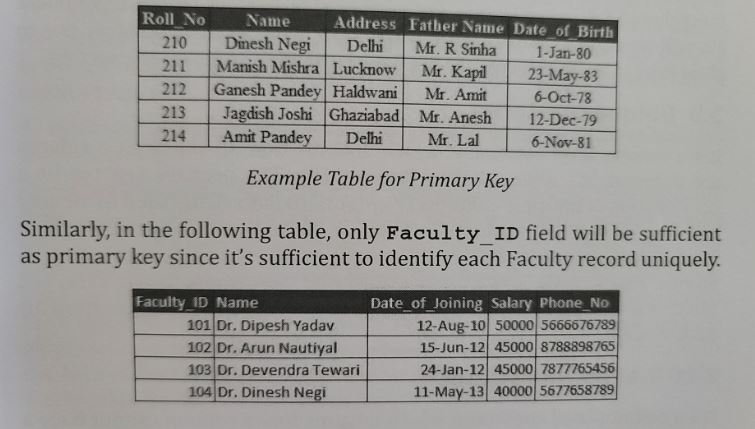 Roll_No Name Address Father Name Date_of_Birth
210 Dinesh Negi Delhi Mr. R Sinha 1-Jan-80
211 Manish Mishra Lucknow Mr. Kapil 23-May-83
212 Ganesh Pandey Haldwani Mr. Amit 6-Oct-78
213 Jagdish Joshi Ghaziabad Mr. Anesh 12-Dec-79
214 Amit Pandey Delhi Mr. Lal 6-Nov-81
Example Table for Primary Key
Similarly, in the following table, only Faculty_ID field will be sufficient
as primary key since it's sufficient to identify each Faculty record uniquely.
Faculty_ID Name Date_of_Joining Salary Phone_No
101 Dr. Dipesh Yadav 12-Aug-10 50000 5666676789
102 Dr. Arun Nautiyal 15-Jun-12 45000 8788898765
103 Dr. Devendra Tewari 24-Jan-12 45000 7877765456
104 Dr. Dinesh Negi 11-May-13 40000 5677658789